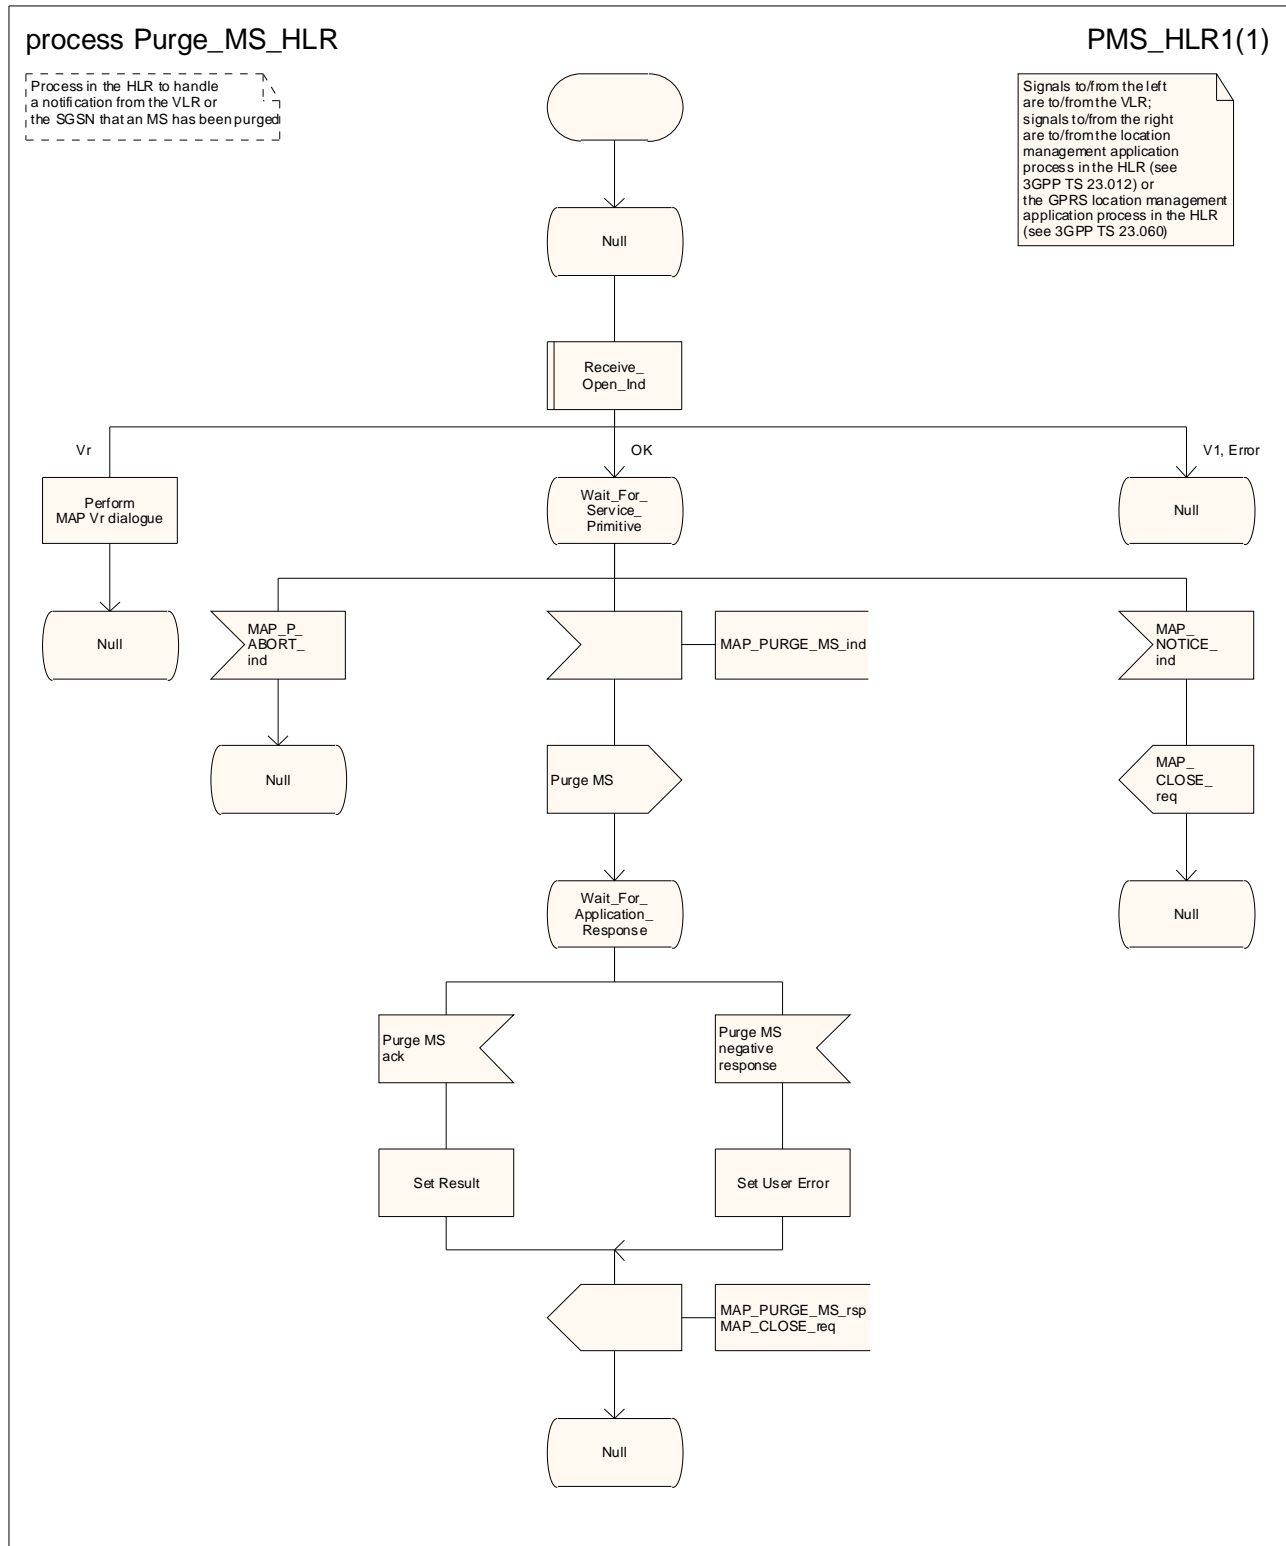 process Purge_MS_HLR
PMS_HLR1(1)
Process in the HLR to handle
a notification from the VLR or
the SGSN that an MS has been purged
Signals to/from the left
are to/from the VLR;
signals to/from the right
are to/from the location
management application
process in the HLR (see
3GPP TS 23.012) or
the GPRS location management
application process in the HLR
(see 3GPP TS 23.060)
Null
Receive_
Open_Ind
Vr
OK
V1, Error
Perform
MAP Vr dialogue
Wait_For_
Service_
Primitive
Null
Null
MAP_P_
ABORT_
ind
MAP_PURGE_MS_ind
MAP_
NOTICE_
ind
Null
Purge MS
MAP_
CLOSE_
req
Wait_For_
Application_
Response
Null
Purge MS
ack
Purge MS
negative
response
Set Result
Set User Error
MAP_PURGE_MS_rsp
MAP_CLOSE_req
Null